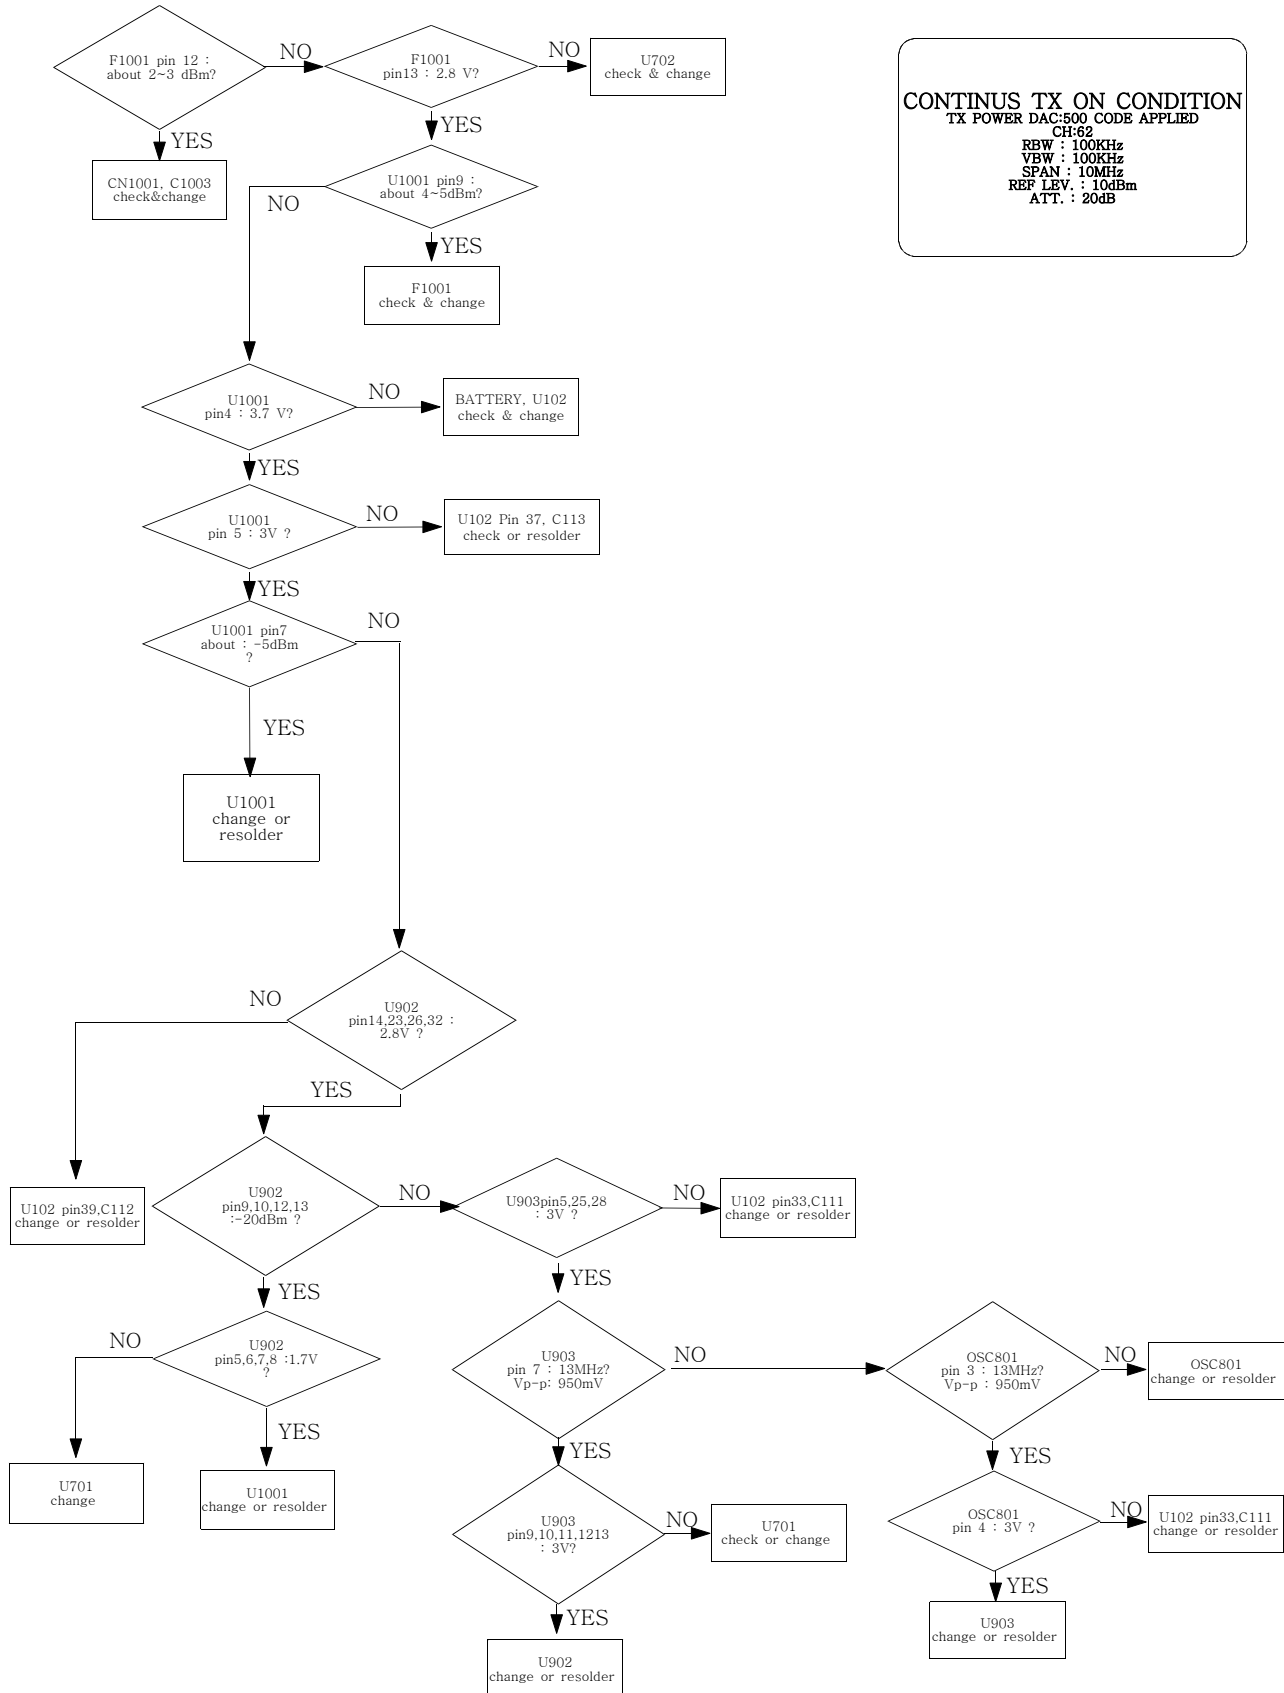 F1001 pin 12 :
about 2~3 dBm?
NO
F1001
pin13 : 2.8 V?
NO
U702
check & change
CONTINUS TX ON CONDITION
TX POWER DAC:500 CODE APPLIED
CH:62
RBW : 100KHz
VBW : 100KHz
SPAN : 10MHz
REF LEV. : 10dBm
ATT. : 20dB
YES
YES
CN1001, C1003
check&change
U1001 pin9 :
about 4~5dBm?
NO
YES
F1001
check & change
U1001
pin4 : 3.7 V?
NO
BATTERY, U102
check & change
YES
U1001
pin 5 : 3V ?
NO
U102 Pin 37, C113
check or resolder
YES
U1001 pin7
about : -5dBm
?
NO
YES
U1001
change or
resolder
NO
U902
pin14,23,26,32 :
2.8V ?
YES
U102 pin39,C112
change or resolder
U902
pin9,10,12,13
:-20dBm ?
NO
U903pin5,25,28
: 3V ?
NO
U102 pin33,C111
change or resolder
YES
YES
NO
U902
pin5,6,7,8 :1.7V
?
U903
pin 7 : 13MHz?
Vp-p: 950mV
NO
OSC801
pin 3 : 13MHz?
Vp-p : 950mV
NO
OSC801
change or resolder
YES
YES
YES
U701
change
U1001
change or resolder
U903
pin9,10,11,1213
: 3V?
NO
U701
check or change
OSC801
pin 4 : 3V ?
NO
U102 pin33,C111
change or resolder
YES
YES
U902
change or resolder
U903
change or resolder